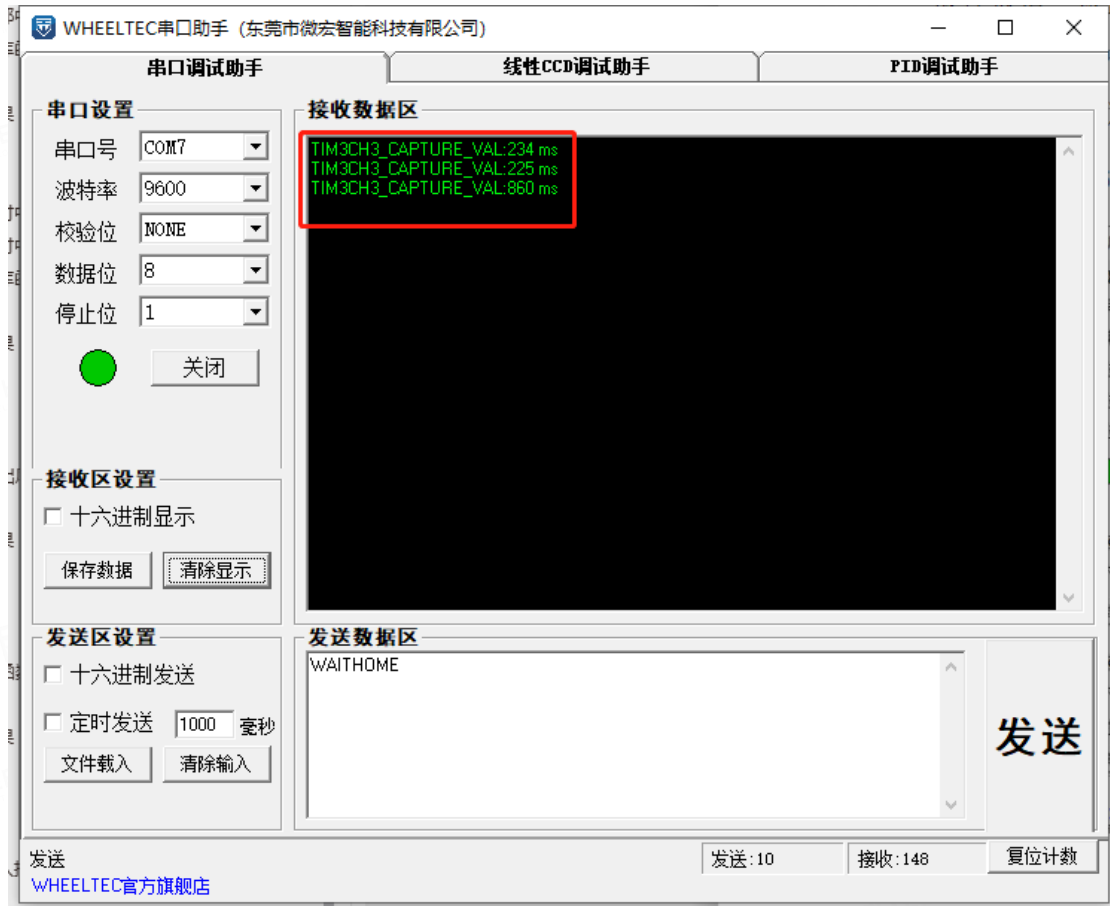 WHEELTEC串口助手 (东莞市微宏智能科技有限公司)
串口调试助手
线性CCD调试助手
PID调试助手
串口设置
串口号 COM7
波特率 9600
校验位 NONE
数据位 8
停止位 1
关闭
接收区设置
十六进制显示
保存数据 清除显示
发送区设置
十六进制发送
定时发送 1000 毫秒
文件载入 清除输入
接收数据区
TIM3CH3_CAPTURE_VAL:234 ms
TIM3CH3_CAPTURE_VAL:225 ms
TIM3CH3_CAPTURE_VAL:860 ms
发送数据区
WAITHOME
发送
发送 发送:10 接收:148 复位计数
WHEELTEC官方旗舰店